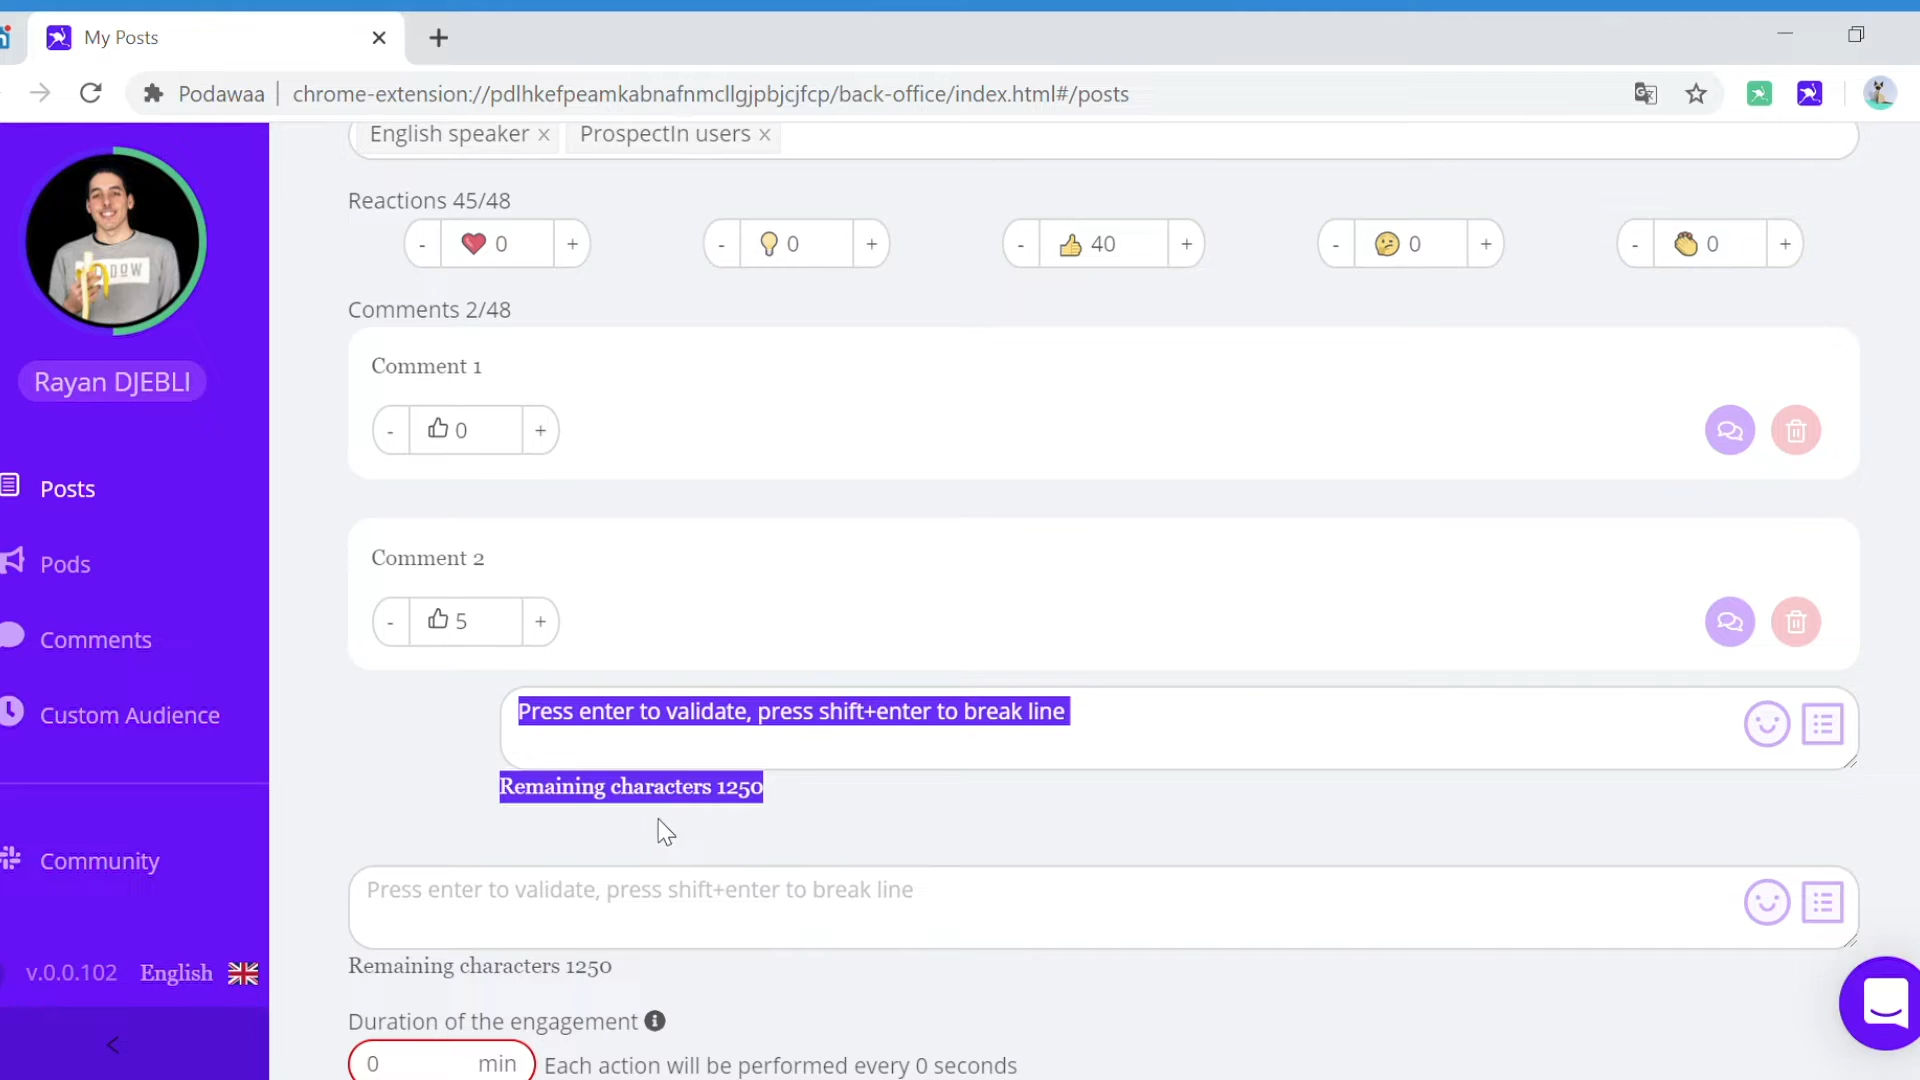 My Posts
Podawaa
chrome-extension://pdlhkefpeamkabnafnmcllgjpbjcjfcp/back-office/index.html#/posts
English speaker ×
ProspectIn users ×
Reactions 45/48
- 0 +
- 0 +
- 40 +
- 0 +
- 0 +
Comments 2/48
Comment 1
- 0 +
Comment 2
- 5 +
Press enter to validate, press shift+enter to break line
Remaining characters 1250
Press enter to validate, press shift+enter to break line
Remaining characters 1250
Duration of the engagement
0 min
Each action will be performed every 0 seconds
Rayan DJEBLI
Posts
Pods
Comments
Custom Audience
Community
v.0.0.102 English